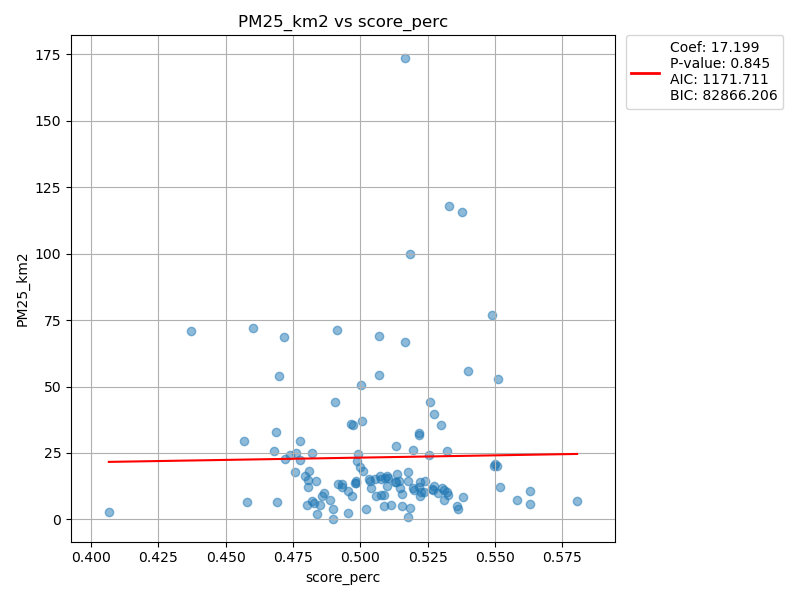 PM25_km2 vs score_perc
Coef: 17.199
P-value: 0.845
AIC: 1171.711
BIC: 82866.206
175
150
125
100
75
50
25
0
PM25_km2
0.400 0.425 0.450 0.475 0.500 0.525 0.550 0.575
score_perc